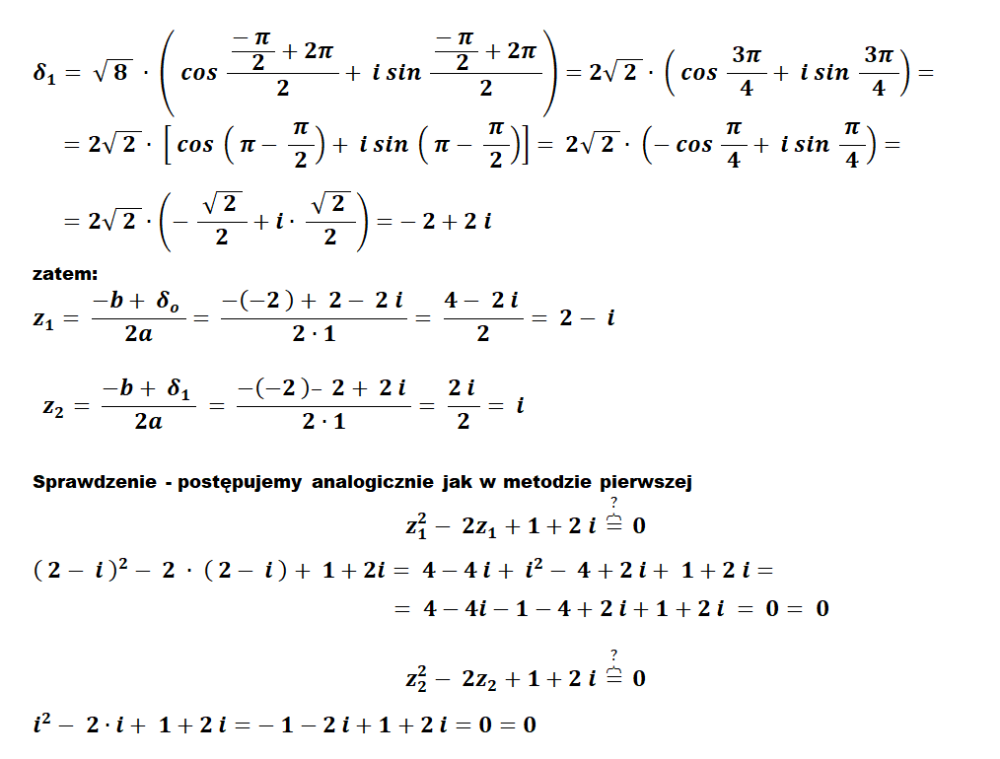 δ₁ = √8 · ( cos (−π/2 + 2π)/2 + i sin (−π/2 + 2π)/2 ) = 2√2 · ( cos 3π/4 + i sin 3π/4 ) =
= 2√2 · [ cos ( π − π/2 ) + i sin ( π − π/2 ) ] = 2√2 · ( − cos π/4 + i sin π/4 ) =
= 2√2 · ( − √2/2 + i · √2/2 ) = − 2 + 2 i
zatem:
z₁ = (−b + δₒ)/(2a) = (−(−2 ) + 2 − 2 i)/(2 · 1) = (4 − 2 i)/2 = 2 − i
z₂ = (−b + δ₁)/(2a) = (−(−2 )− 2 + 2 i)/(2 · 1) = (2 i)/2 = i
Sprawdzenie - postępujemy analogicznie jak w metodzie pierwszej
?
z₁² − 2z₁ + 1 + 2 i = 0
( 2 − i )² − 2 · ( 2 − i ) + 1 + 2i = 4 − 4 i + i² − 4 + 2 i + 1 + 2 i =
= 4 − 4i − 1 − 4 + 2 i + 1 + 2 i = 0 = 0
?
z₂² − 2z₂ + 1 + 2 i = 0
i² − 2 · i + 1 + 2 i = − 1 − 2 i + 1 + 2 i = 0 = 0